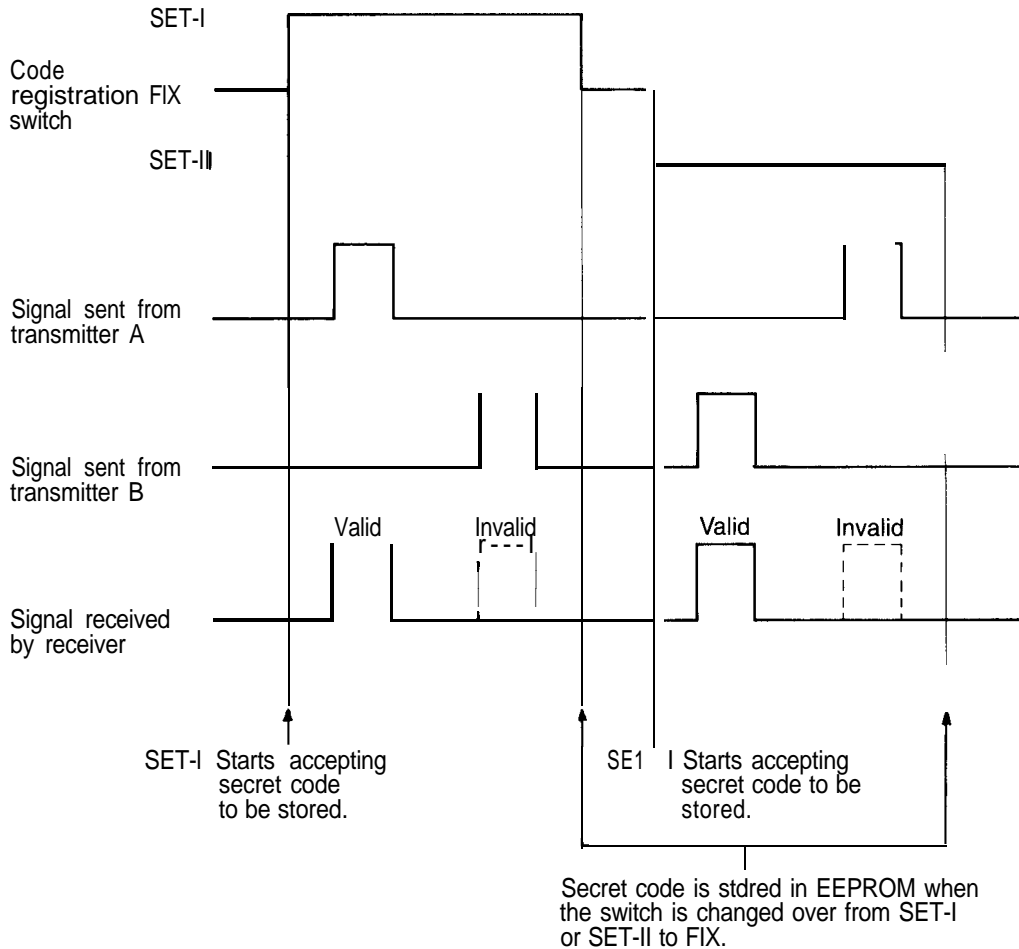 SET-I
Code
registration FIX
switch
SET-II
Signal sent from
transmitter A
Signal sent from
transmitter B
Valid
Invalid
Valid
Invalid
Signal received
by receiver
SET-I Starts accepting
secret code
to be stored.
SE1 I Starts accepting
secret code to be
stored.
Secret code is stdred in EEPROM when
the switch is changed over from SET-I
or SET-II to FIX.